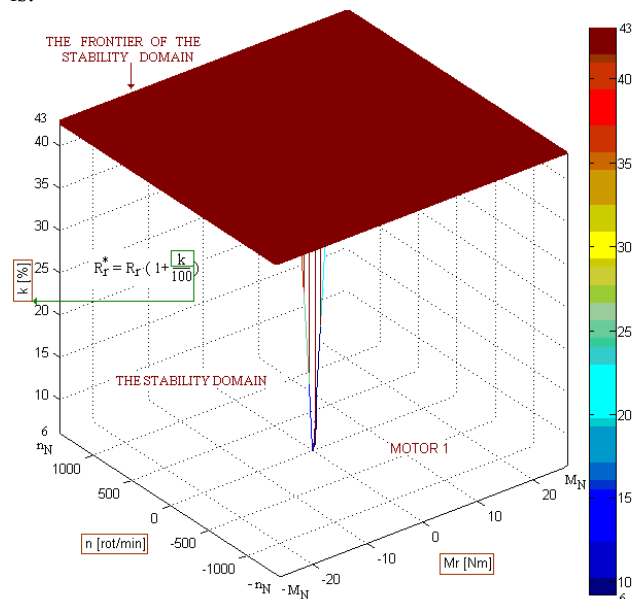 is.
THE FRONTIER OF THE
STABILITY DOMAIN
43
40
35
30
25
20
15
10
6
k [%]
R*r = Rr ( 1+ k/100 )
THE STABILITY DOMAIN
MOTOR 1
nN
1000
500
0
-500
-1000
-nN
n [rot/min]
-MN
-20
-10
0
10
20
MN
Mr [Nm]
43
40
35
30
25
20
15
10
6